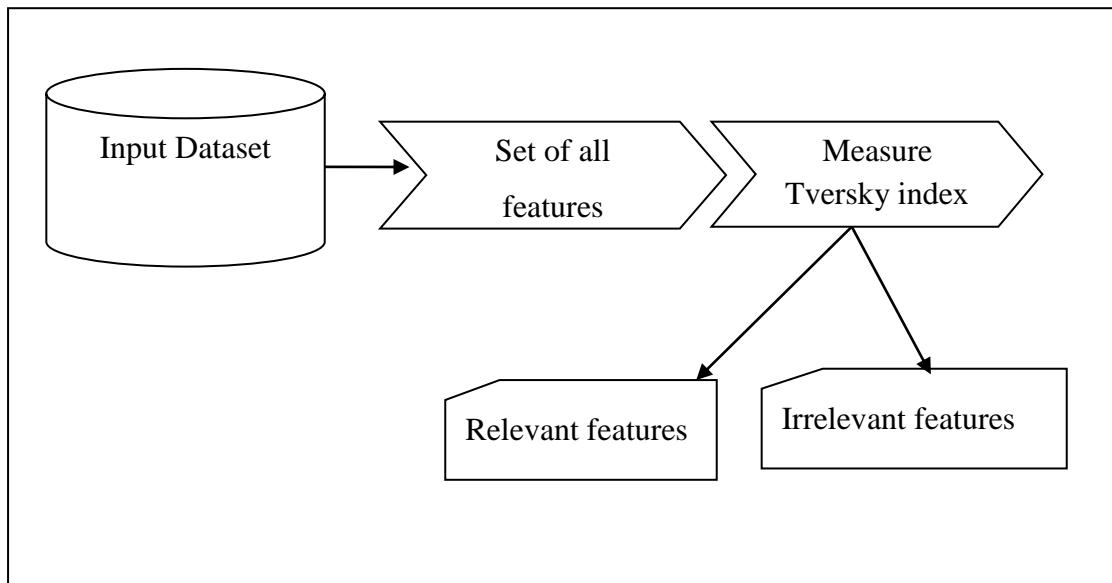 Input Dataset
Set of all
features
Measure
Tversky index
Relevant features
Irrelevant features